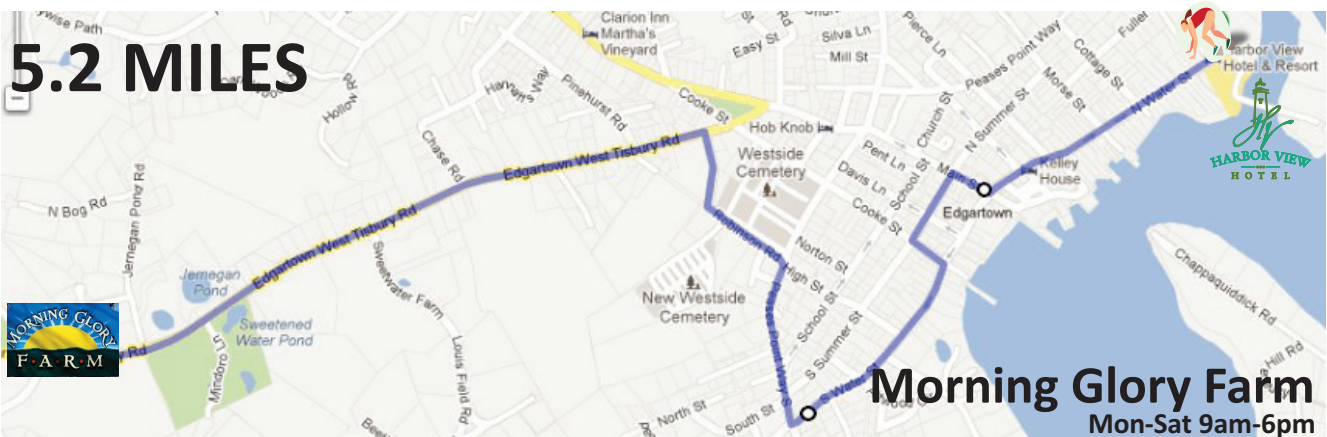 5.2 MILES
Clarion Inn
Martha's
Vineyard
Easy St
Silva Ln
Mill St
Pierce Ln
Peases Point Way
Fuller
Cottage St
Morse St
N Summer St
Church St
N Water St
Harbor View
Hotel & Resort
HARBOR VIEW
HOTEL
Hollow Rd
Pinehurst Rd
Cooke St
Chase Rd
Hob Knob Inn
Westside
Cemetery
Pent Ln
Davis Ln
School St
Cooke St
Main St
Kelley
House
Edgartown
Edgartown West Tisbury Rd
Edgartown West Tisbury Rd
N Bog Rd
Jernegan Pond Rd
Jernegan
Pond
Sweetened
Water Pond
Sweetwater Farm
Robinson Rd
Norton St
High St
New Westside
Cemetery
Peases Point Way S
School St
S Summer St
S Water St
Chappaquiddick Rd
Hill Rd
MORNING GLORY
F·A·R·M
Rd
Mindoro Ln
Louis Field Rd
North St
South St
Morning Glory Farm
Mon-Sat 9am-6pm